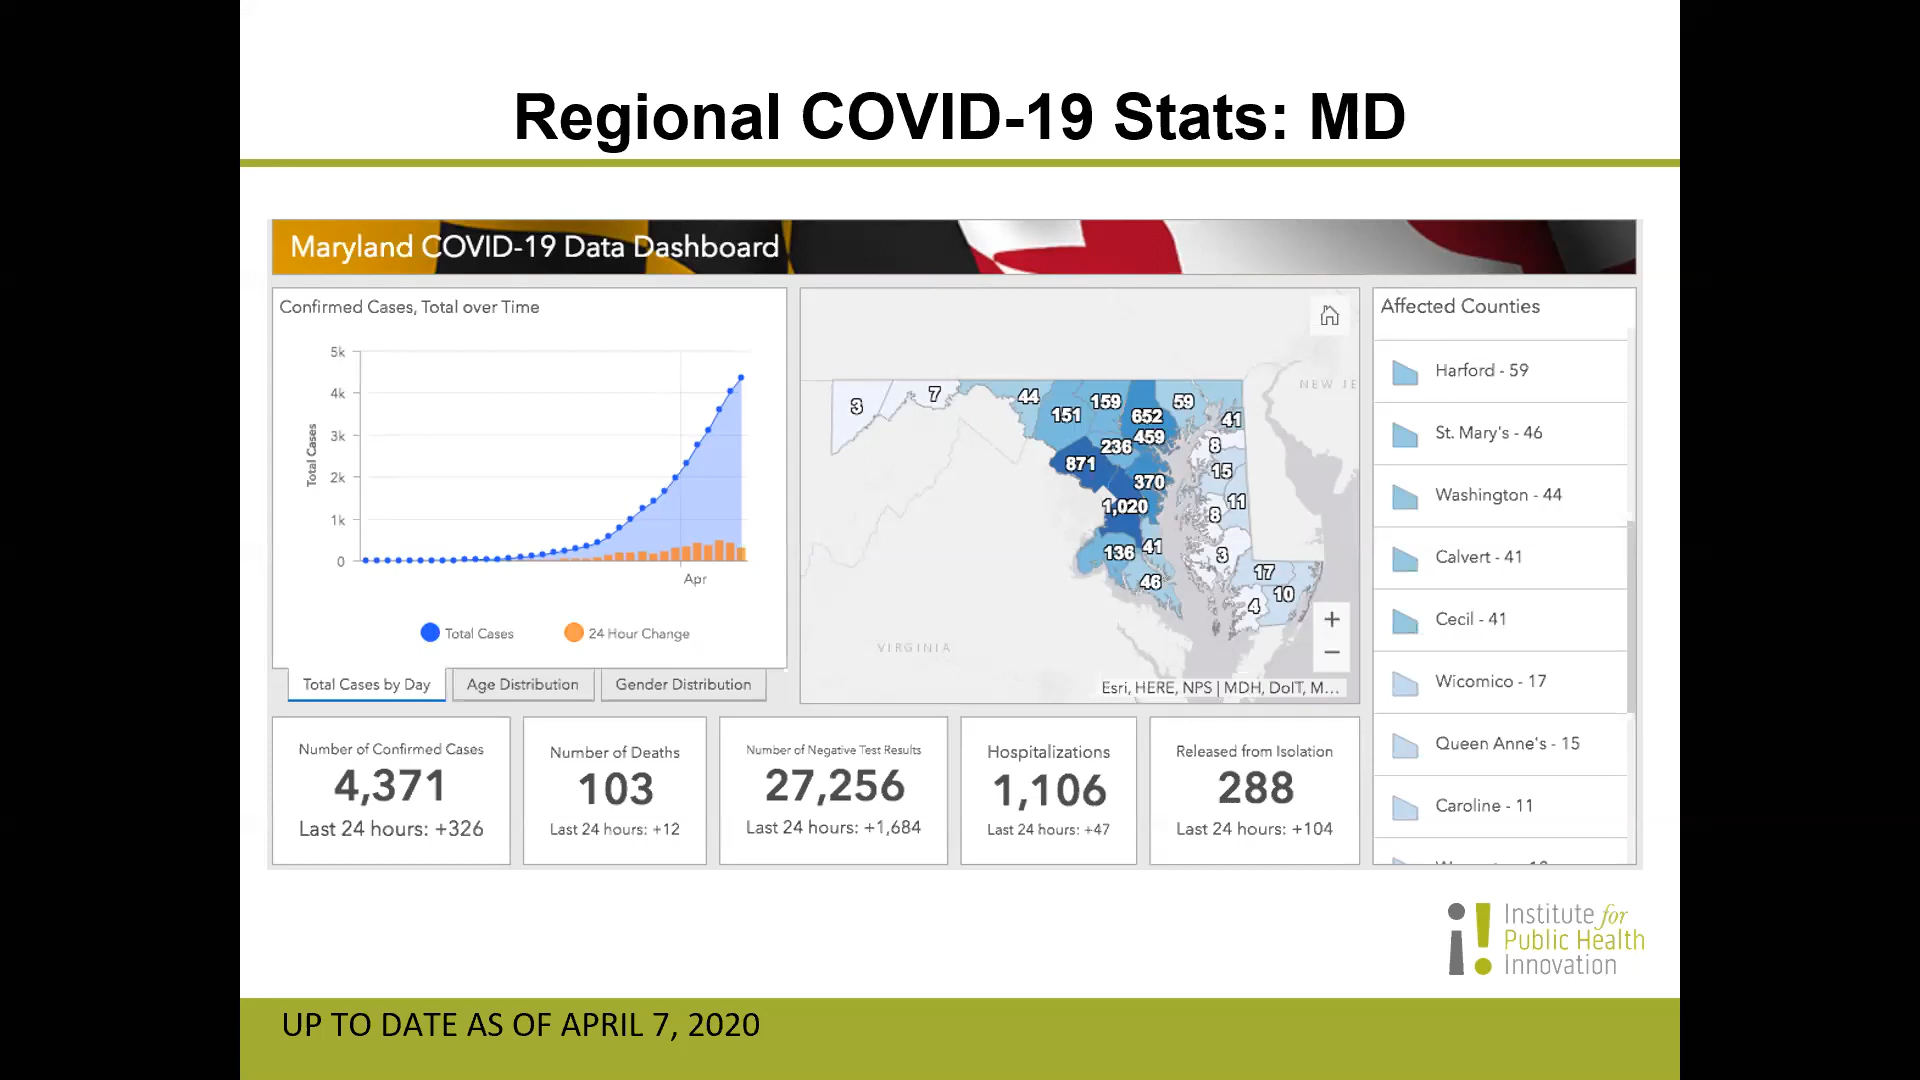 Regional COVID-19 Stats: MD
Maryland COVID-19 Data Dashboard
Confirmed Cases, Total over Time
5k
4k
3k
2k
1k
0
Total Cases
Apr
Total Cases
24 Hour Change
Total Cases by Day
Age Distribution
Gender Distribution
NEW JE
3
7
44
151
159
652
59
41
236
459
8
871
15
370
11
1,020
8
136
41
3
46
17
10
4
VIRGINIA
+
−
Esri, HERE, NPS | MDH, DoIT, M...
Affected Counties
Harford - 59
St. Mary's - 46
Washington - 44
Calvert - 41
Cecil - 41
Wicomico - 17
Queen Anne's - 15
Caroline - 11
Number of Confirmed Cases
4,371
Last 24 hours: +326
Number of Deaths
103
Last 24 hours: +12
Number of Negative Test Results
27,256
Last 24 hours: +1,684
Hospitalizations
1,106
Last 24 hours: +47
Released from Isolation
288
Last 24 hours: +104
Institute for
Public Health
Innovation
UP TO DATE AS OF APRIL 7, 2020